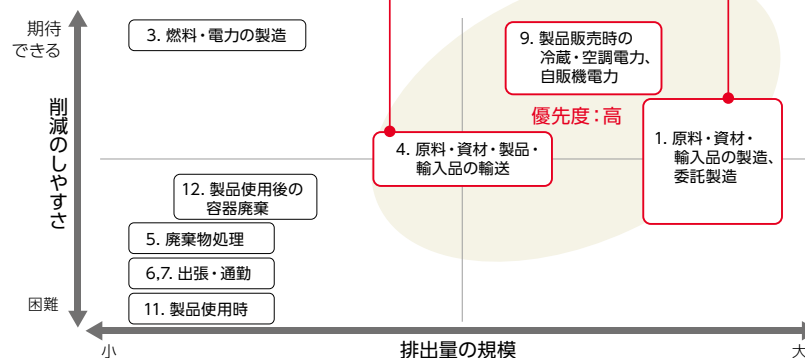 期待
できる
削減のしやすさ
困難
3. 燃料・電力の製造
9. 製品販売時の
冷蔵・空調電力、
自販機電力
優先度：高
4. 原料・資材・製品・
輸入品の輸送
1. 原料・資材・
輸入品の製造、
委託製造
12. 製品使用後の
容器廃棄
5. 廃棄物処理
6,7. 出張・通勤
11. 製品使用時
小
排出量の規模
大